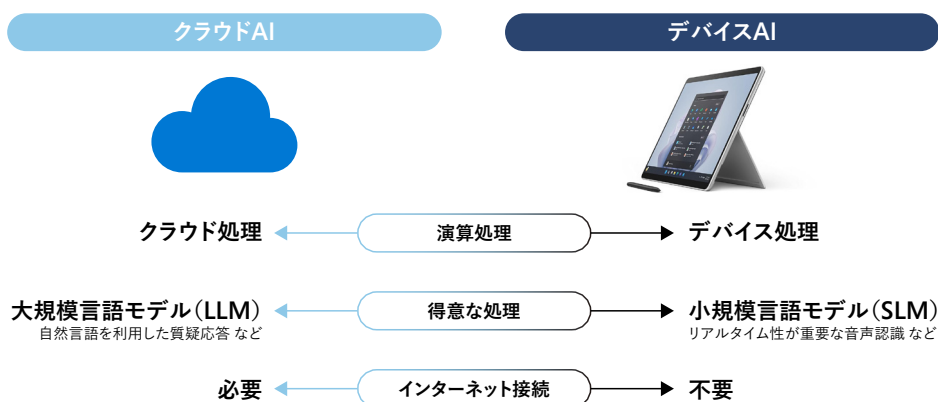 クラウドAI
デバイスAI
クラウド処理
演算処理
デバイス処理
大規模言語モデル（LLM）
自然言語を利用した質疑応答 など
得意な処理
小規模言語モデル（SLM）
リアルタイム性が重要な音声認識 など
必要
インターネット接続
不要